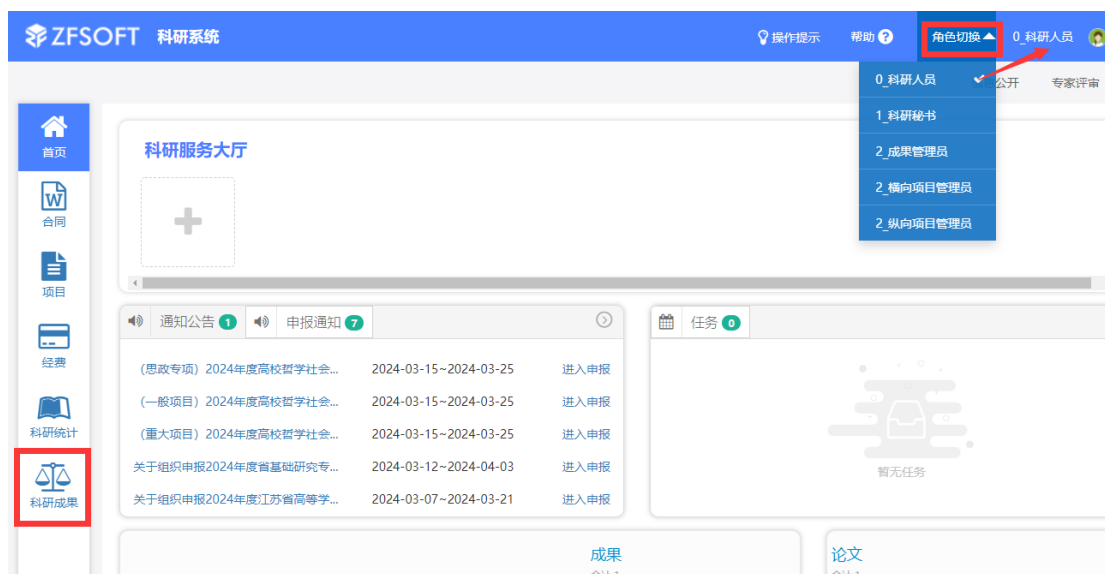 ZFSOFT 科研系统 操作提示 帮助 ? 角色切换 0_科研人员
0_科研人员 公开 专家评审
1_科研秘书
2_成果管理员
2_横向项目管理员
2_纵向项目管理员
首页
W
合同
项目
经费
科研统计
科研成果
科研服务大厅
通知公告 1 申报通知 7
(思政专项) 2024年度高校哲学社会... 2024-03-15~2024-03-25 进入申报
(一般项目) 2024年度高校哲学社会... 2024-03-15~2024-03-25 进入申报
(重大项目) 2024年度高校哲学社会... 2024-03-15~2024-03-25 进入申报
关于组织申报2024年度省基础研究专... 2024-03-12~2024-04-03 进入申报
关于组织申报2024年度江苏省高等学... 2024-03-07~2024-03-21 进入申报
任务 0
暂无任务
成果
论文